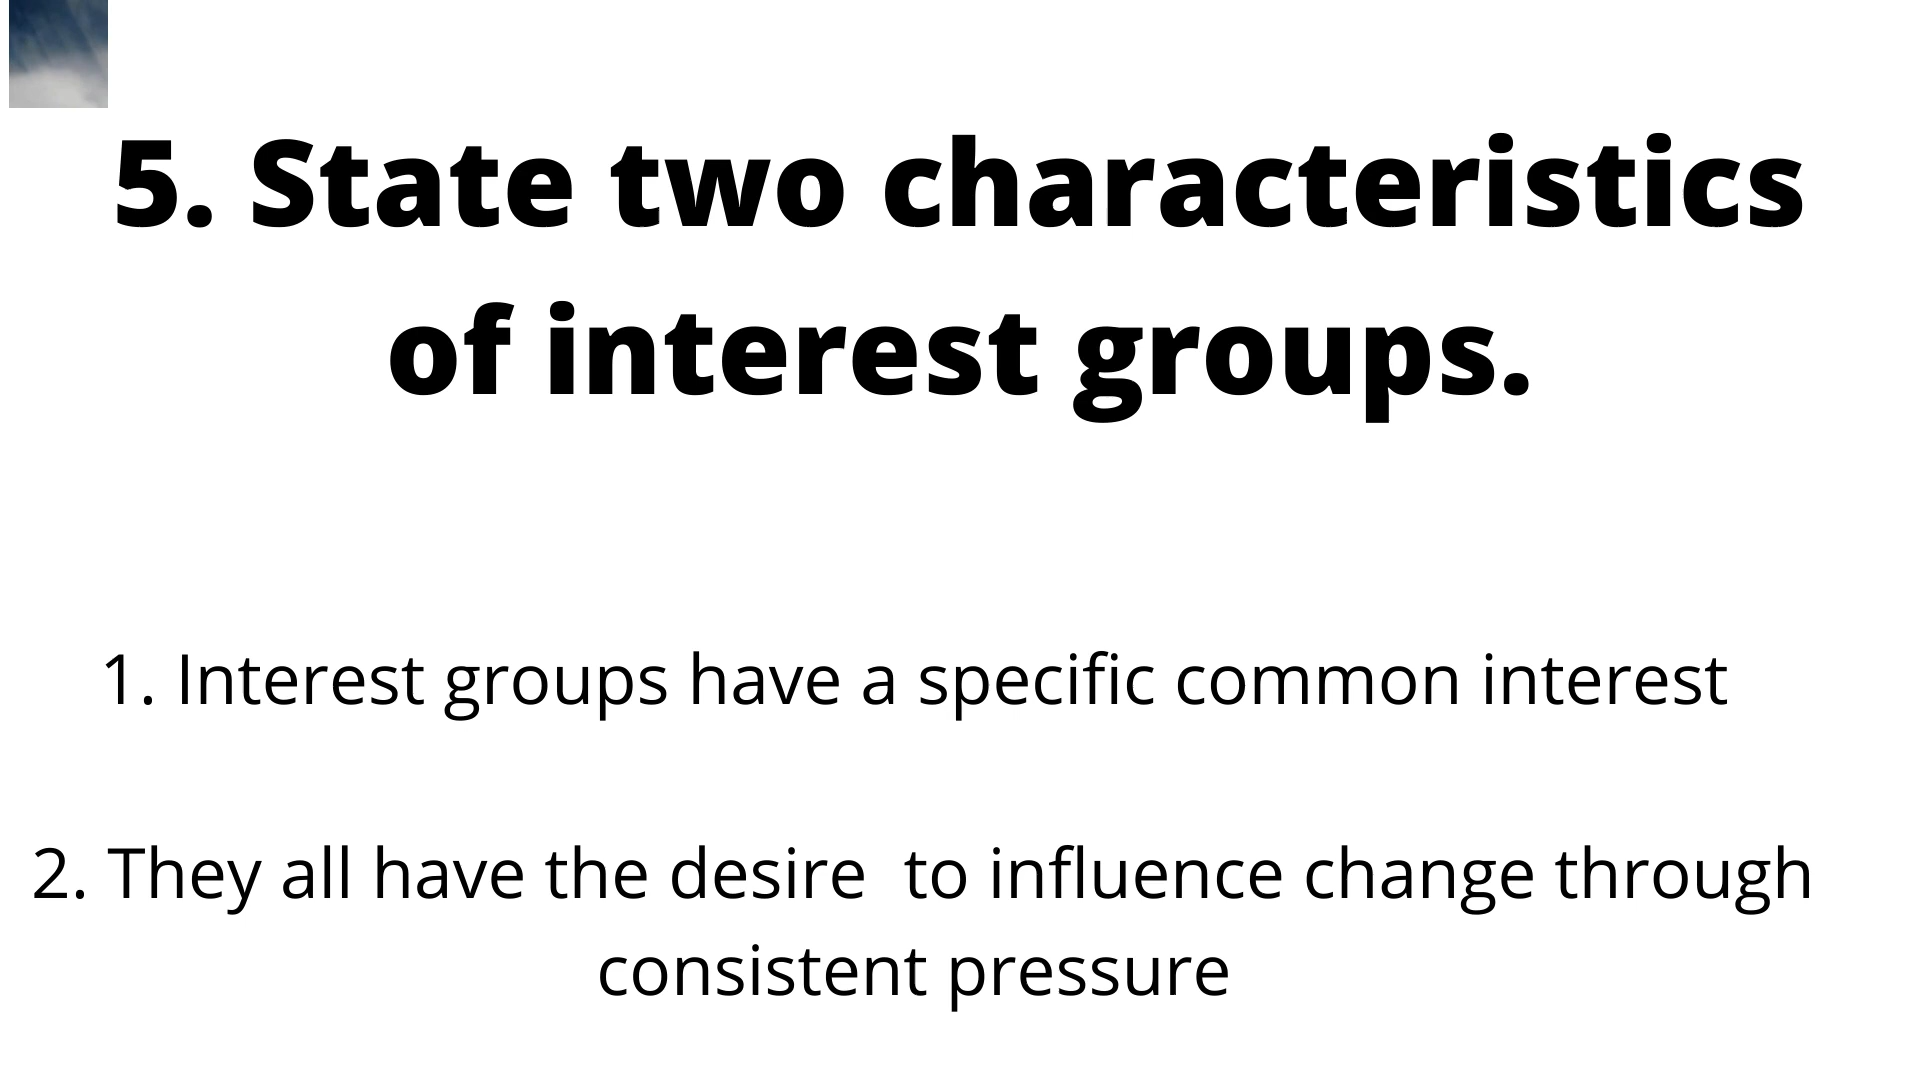 5. State two characteristics
of interest groups.
1. Interest groups have a specific common interest
2. They all have the desire  to influence change through
consistent pressure